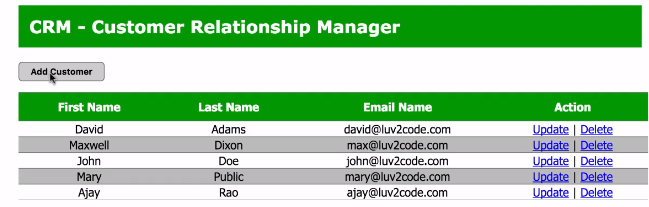 CRM - Customer Relationship Manager
Add Customer
First Name Last Name Email Name Action
David Adams david@luv2code.com Update | Delete
Maxwell Dixon max@luv2code.com Update | Delete
John Doe john@luv2code.com Update | Delete
Mary Public mary@luv2code.com Update | Delete
Ajay Rao ajay@luv2code.com Update | Delete